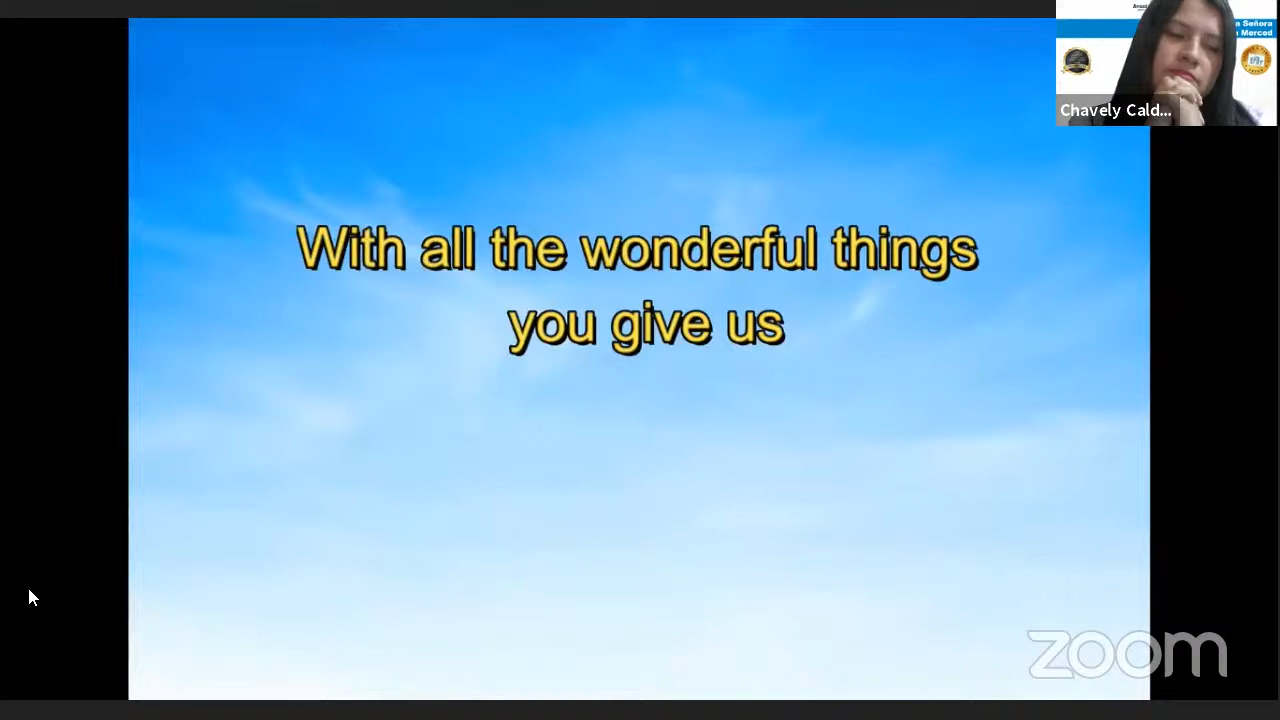 a Señora
a Merced
Chavely Cald...
With all the wonderful things
you give us
zoom